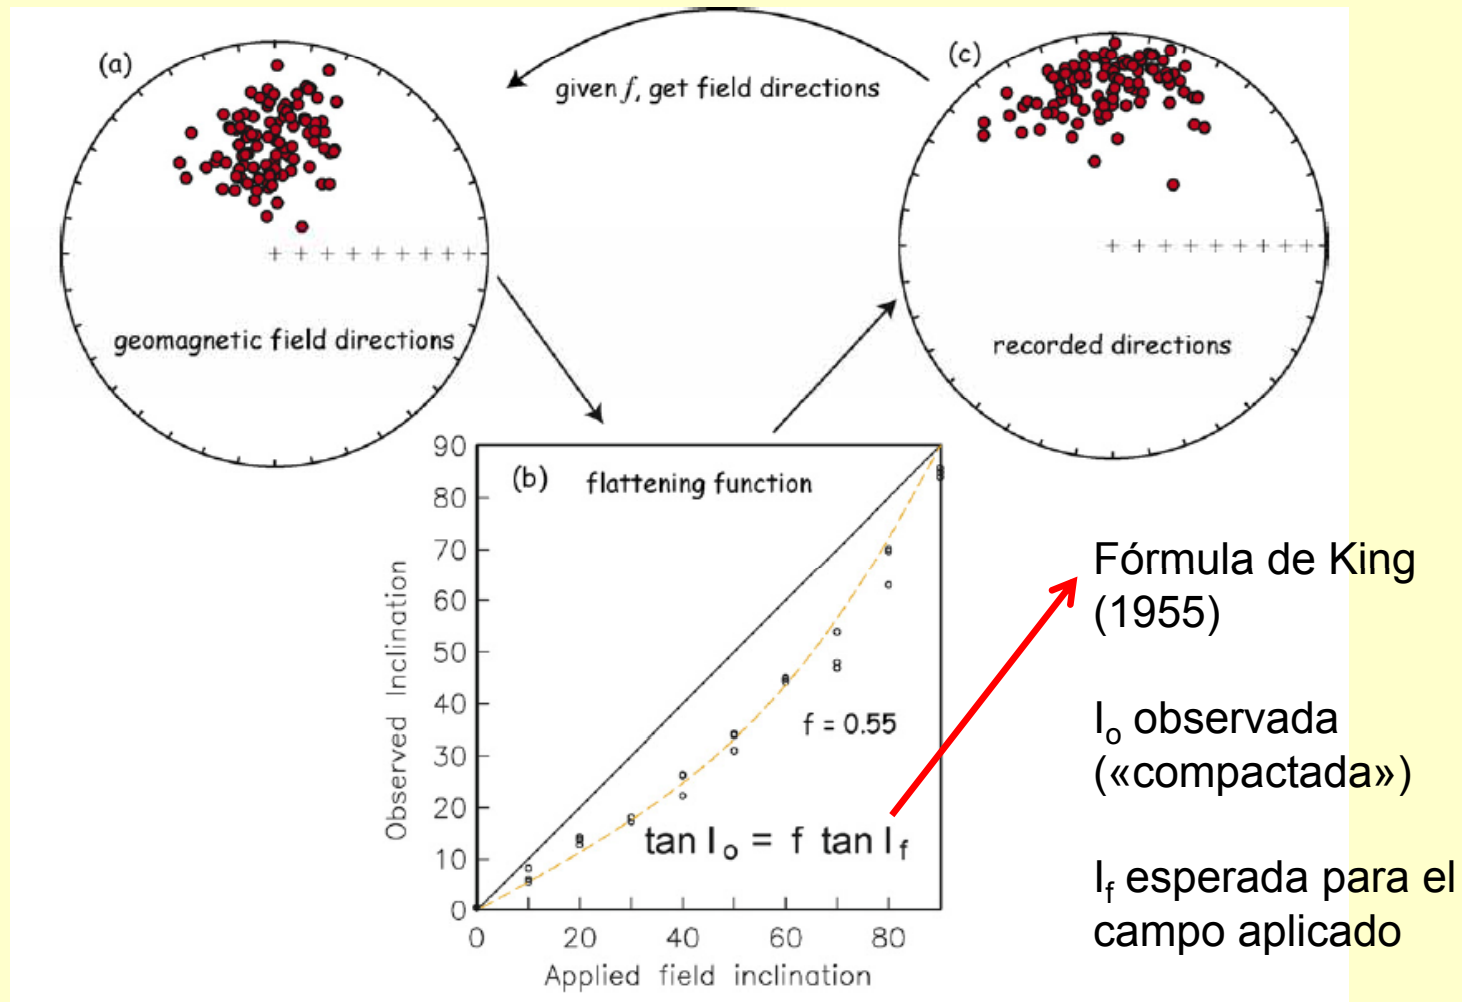 (a)
given f, get field directions
(c)
geomagnetic field directions
recorded directions
(b)
flattening function
90
80
70
60
50
40
30
20
10
0
Observed Inclination
f = 0.55
tan I o = f tan I f
0
20
40
60
80
Applied field inclination
Fórmula de King
(1955)
Io observada
(«compactada»)
If esperada para el
campo aplicado